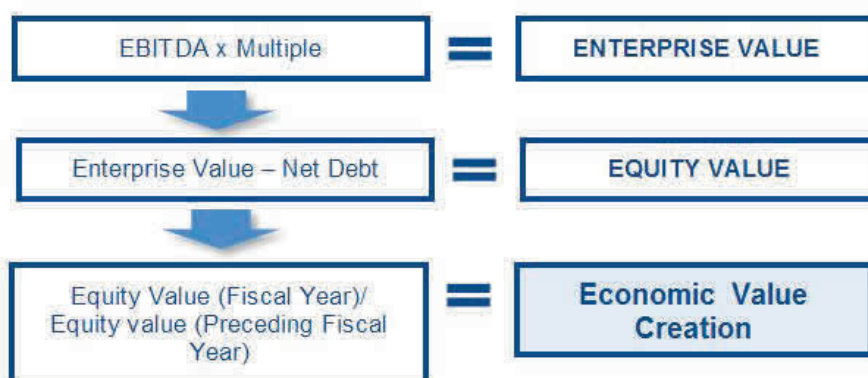 EBITDA x Multiple
=
ENTERPRISE VALUE
Enterprise Value – Net Debt
=
EQUITY VALUE
Equity Value (Fiscal Year)/
Equity value (Preceding Fiscal
Year)
=
Economic Value
Creation